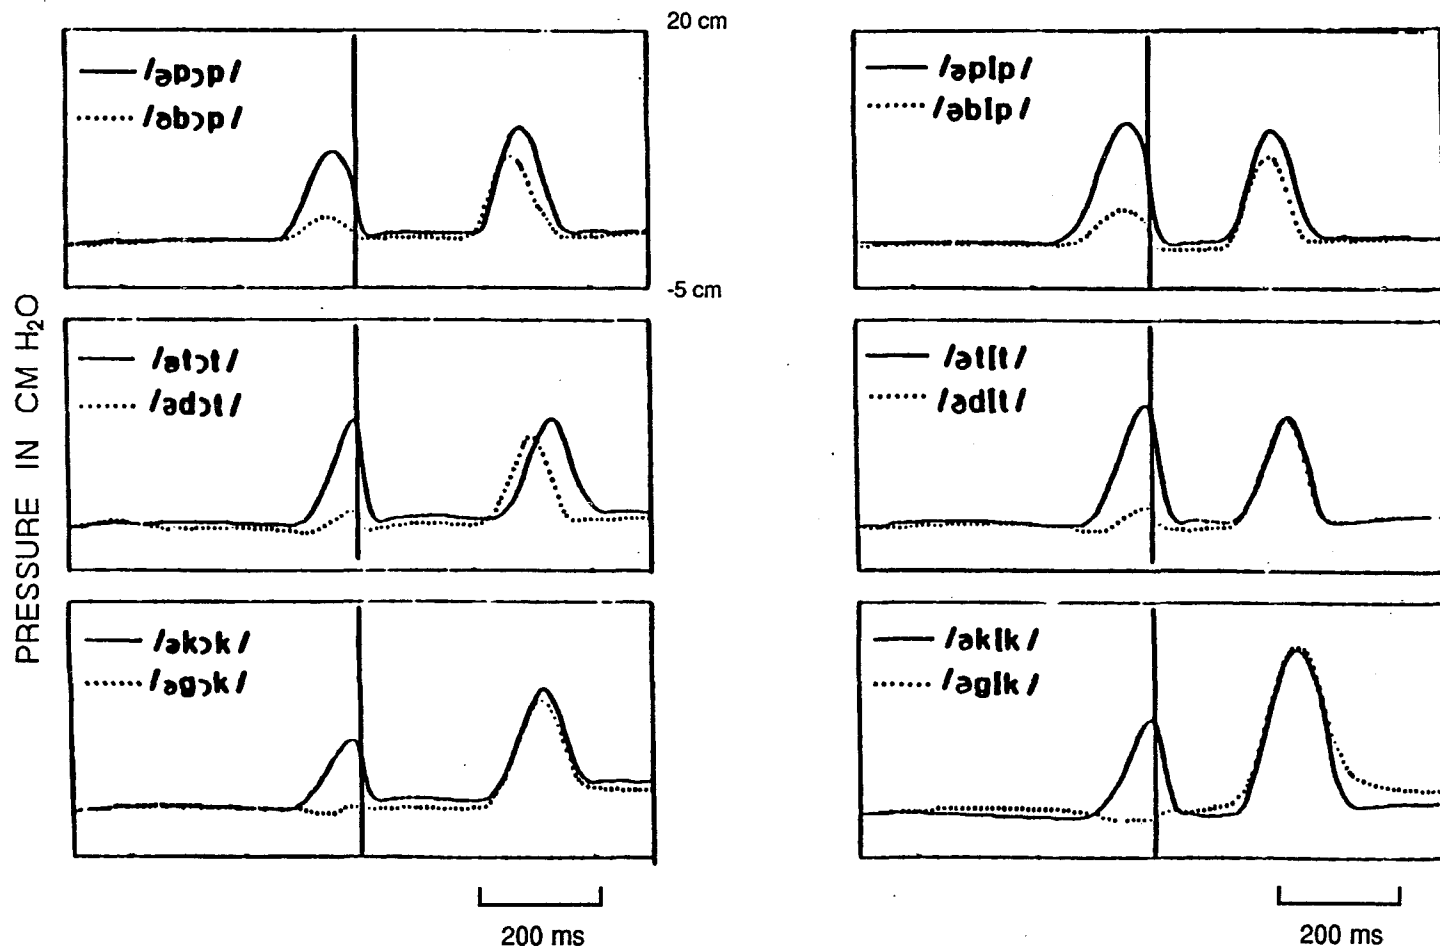 20 cm
/əpɔp/
/əbɔp/
/əpɪp/
/əbɪp/
-5 cm
PRESSURE IN CM H₂O
/ətɔt/
/ədɔt/
/ətɪt/
/ədɪt/
/əkɔk/
/əgɔk/
/əkɪk/
/əgɪk/
200 ms
200 ms